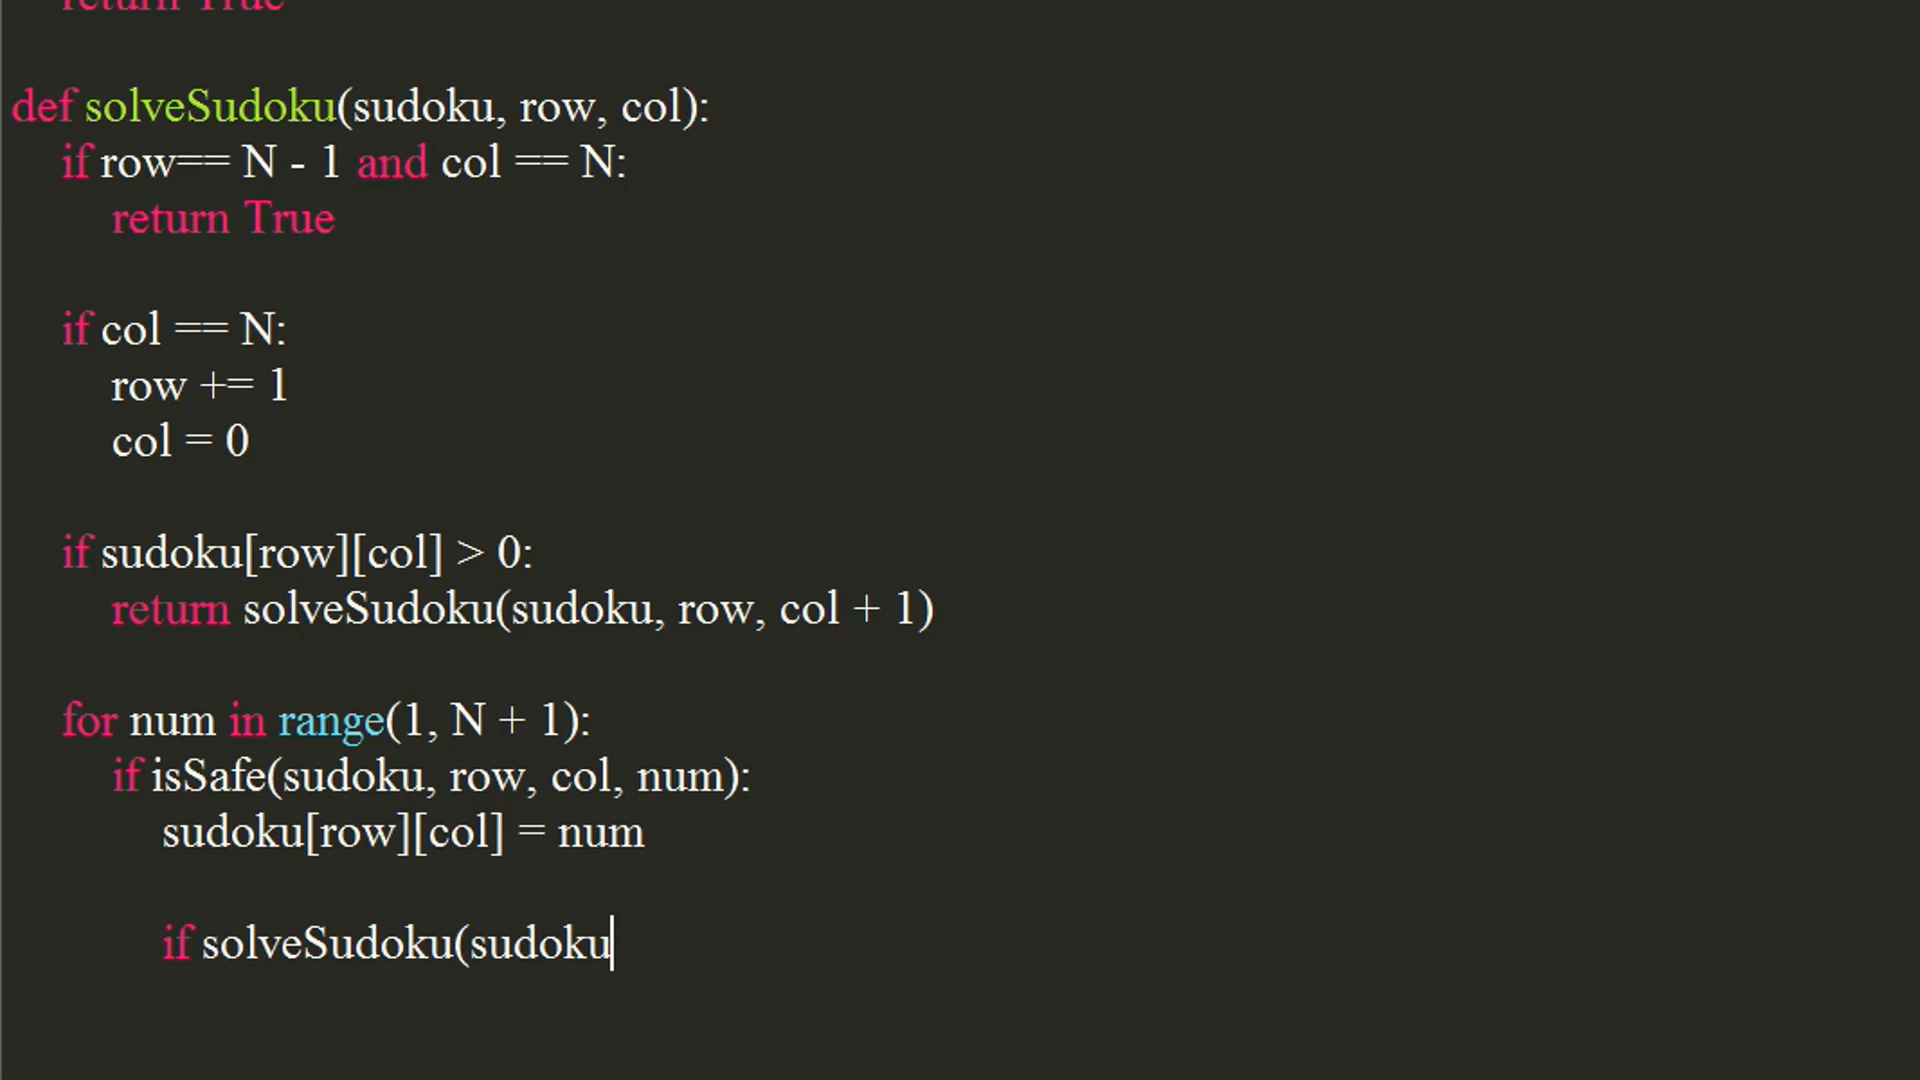 return True
def solveSudoku(sudoku, row, col):
if row== N - 1 and col == N:
return True
if col == N:
row += 1
col = 0
if sudoku[row][col] > 0:
return solveSudoku(sudoku, row, col + 1)
for num in range(1, N + 1):
if isSafe(sudoku, row, col, num):
sudoku[row][col] = num
if solveSudoku(sudoku